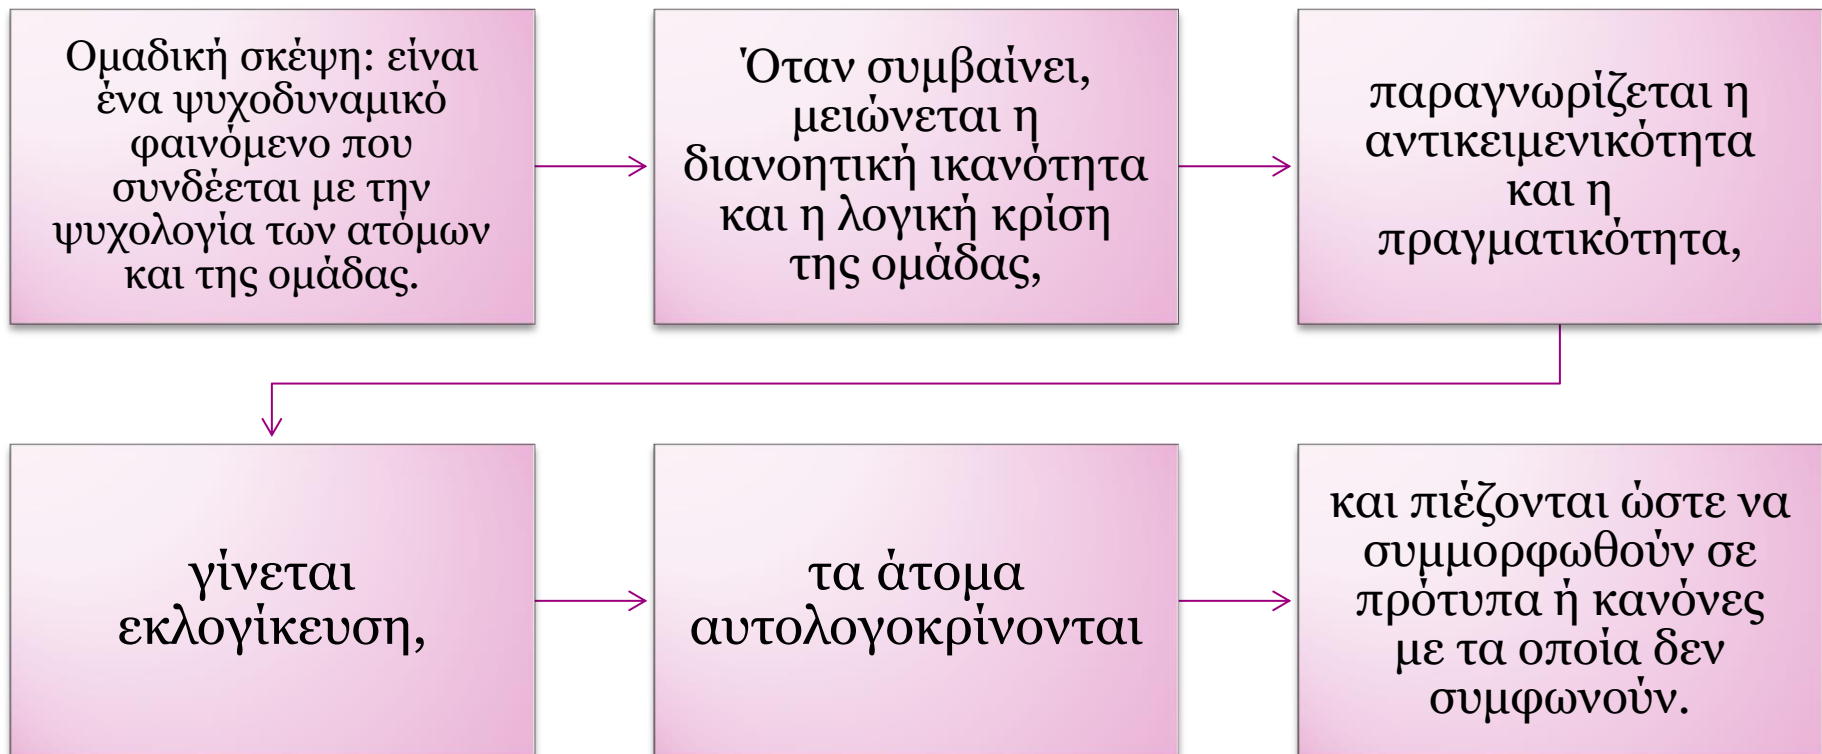 Ομαδική σκέψη: είναι
ένα ψυχοδυναμικό
φαινόμενο που
συνδέεται με την
ψυχολογία των ατόμων
και της ομάδας.
Όταν συμβαίνει,
μειώνεται η
διανοητική ικανότητα
και η λογική κρίση
της ομάδας,
παραγνωρίζεται η
αντικειμενικότητα
και η
πραγματικότητα,
γίνεται
εκλογίκευση,
τα άτομα
αυτολογοκρίνονται
και πιέζονται ώστε να
συμμορφωθούν σε
πρότυπα ή κανόνες
με τα οποία δεν
συμφωνούν.